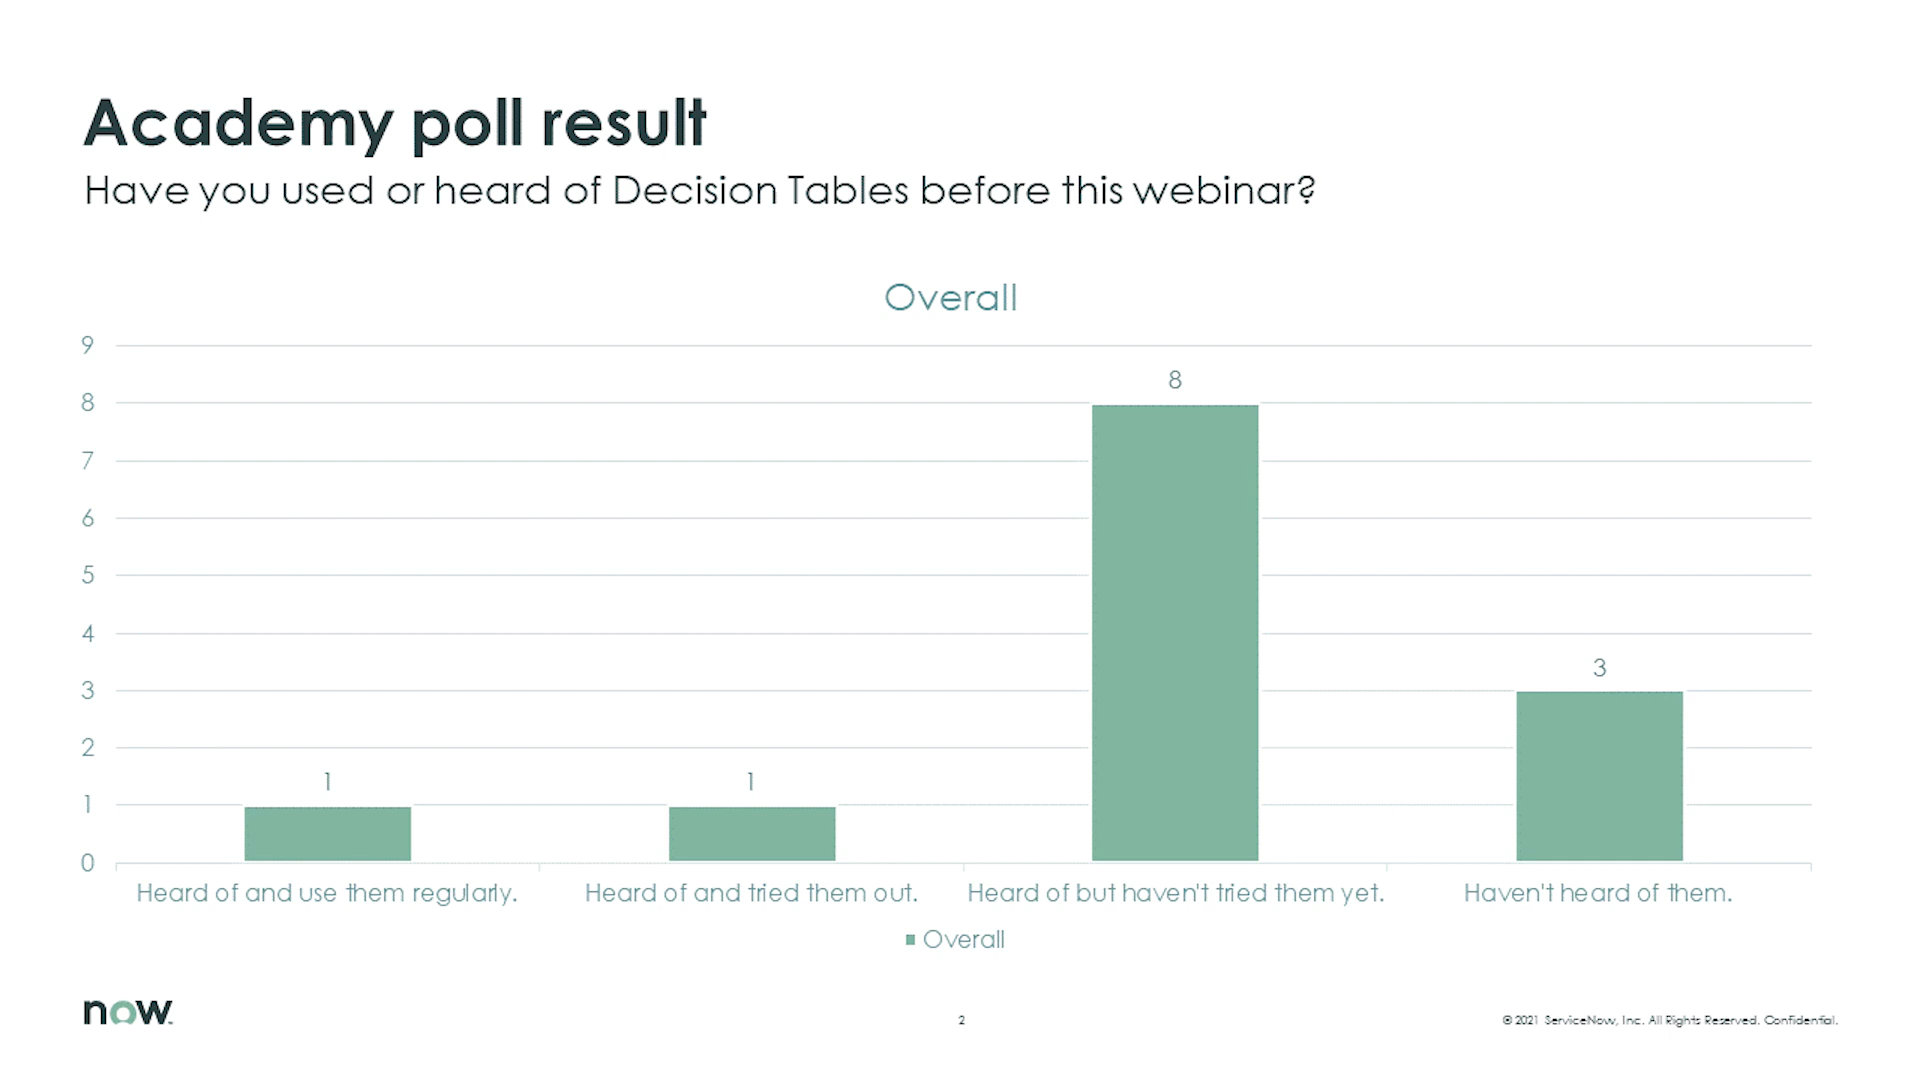 Academy poll result
Have you used or heard of Decision Tables before this webinar?
Overall
9
8
7
6
5
4
3
2
1
0
1
1
8
3
Heard of and use them regularly.
Heard of and tried them out.
Heard of but haven't tried them yet.
Haven't heard of them.
Overall
now
2
© 2021 ServiceNow, Inc. All Rights Reserved. Confidential.